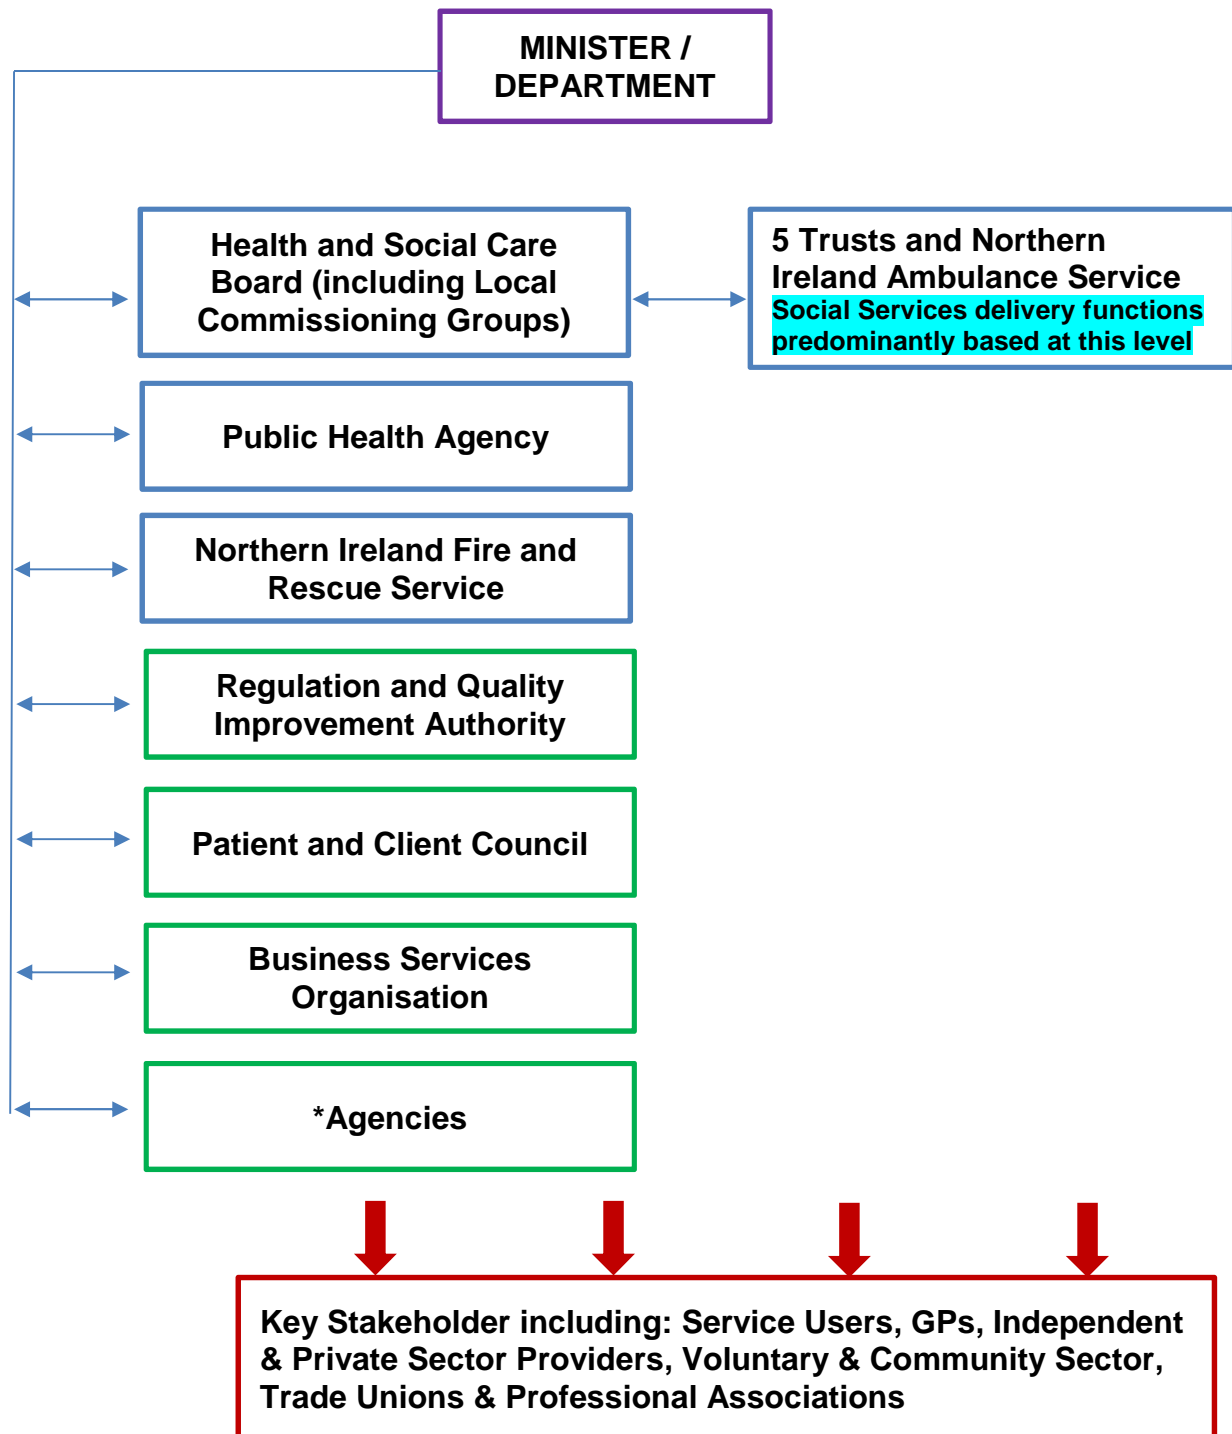 MINISTER /
DEPARTMENT
Health and Social Care
Board (including Local
Commissioning Groups)
5 Trusts and Northern
Ireland Ambulance Service
Social Services delivery functions
predominantly based at this level
Public Health Agency
Northern Ireland Fire and
Rescue Service
Regulation and Quality
Improvement Authority
Patient and Client Council
Business Services
Organisation
*Agencies
Key Stakeholder including: Service Users, GPs, Independent
& Private Sector Providers, Voluntary & Community Sector,
Trade Unions & Professional Associations